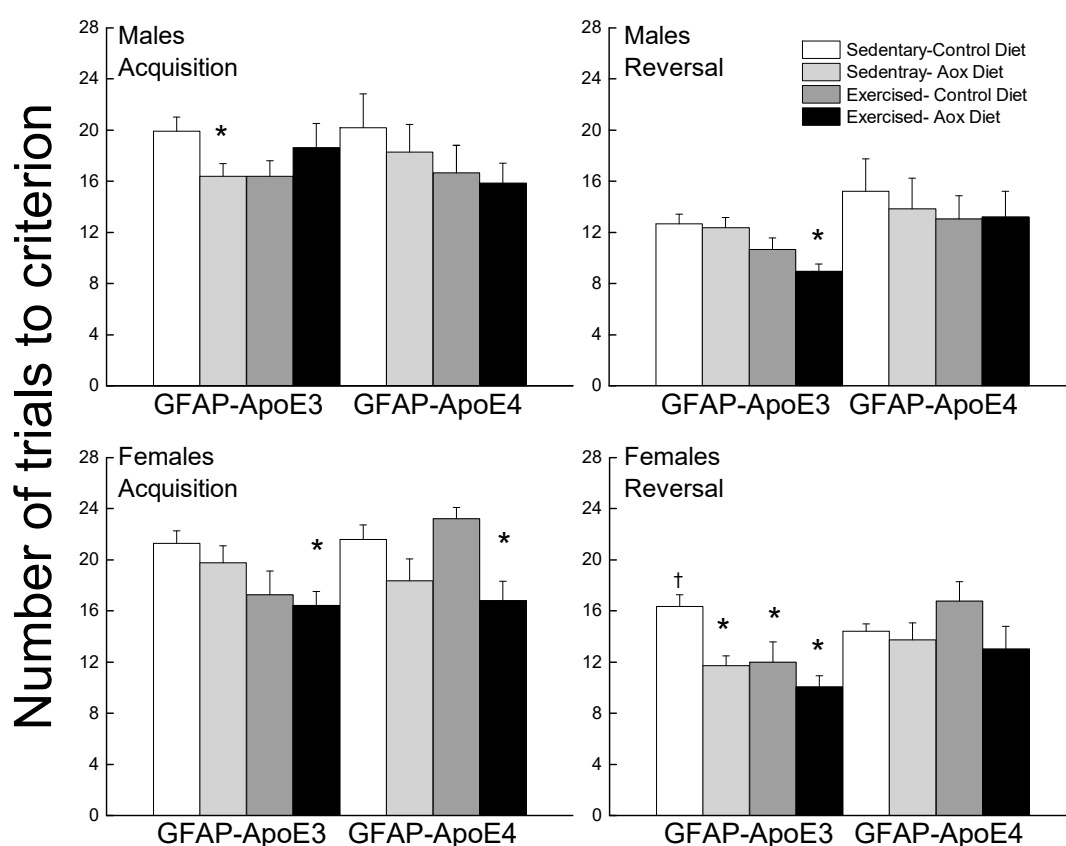 Number of trials to criterion
Males
Acquisition
28
24
20
16
12
8
4
0
*
GFAP-ApoE3
GFAP-ApoE4
Males
Reversal
Sedentary-Control Diet
Sedentray- Aox Diet
Exercised- Control Diet
Exercised- Aox Diet
28
24
20
16
12
8
4
0
*
GFAP-ApoE3
GFAP-ApoE4
Females
Acquisition
28
24
20
16
12
8
4
0
*
*
GFAP-ApoE3
GFAP-ApoE4
Females
Reversal
28
24
20
16
12
8
4
0
†
*
*
*
GFAP-ApoE3
GFAP-ApoE4